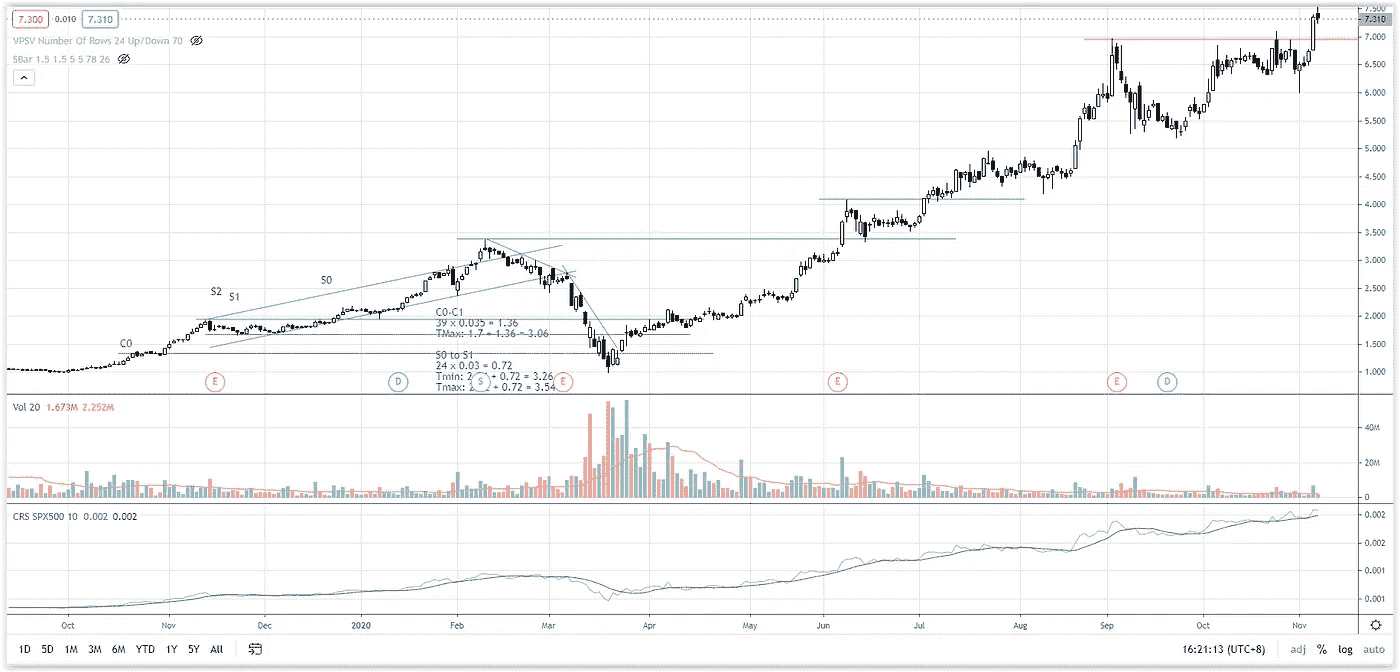 7.300 0.010 7.310
VPSV Number Of Rows 24 Up/Down 70
SBar 1.5 1.5 5 5 78 26
7.500
7.310
7.000
6.500
6.000
5.500
5.000
4.500
4.000
3.500
3.000
2.500
2.000
1.500
1.000
S2 S1 S0
C0
C0-C1
39 x 0.035 = 1.36
TMax: 1.7 + 1.36 = 3.06
S0 to S1
24 x 0.03 = 0.72
Tmin: 2 + 0.72 = 3.26
Tmax: 2. + 0.72 = 3.54
E D S E E E D
Vol 20 1.673M 2.252M
40M
20M
0
CRS SPX500 10 0.002 0.002
0.002
0.002
0.001
0.001
Oct Nov Dec 2020 Feb Mar Apr May Jun Jul Aug Sep Oct Nov
1D 5D 1M 3M 6M YTD 1Y 5Y All 16:21:13 (UTC+8) adj % log auto